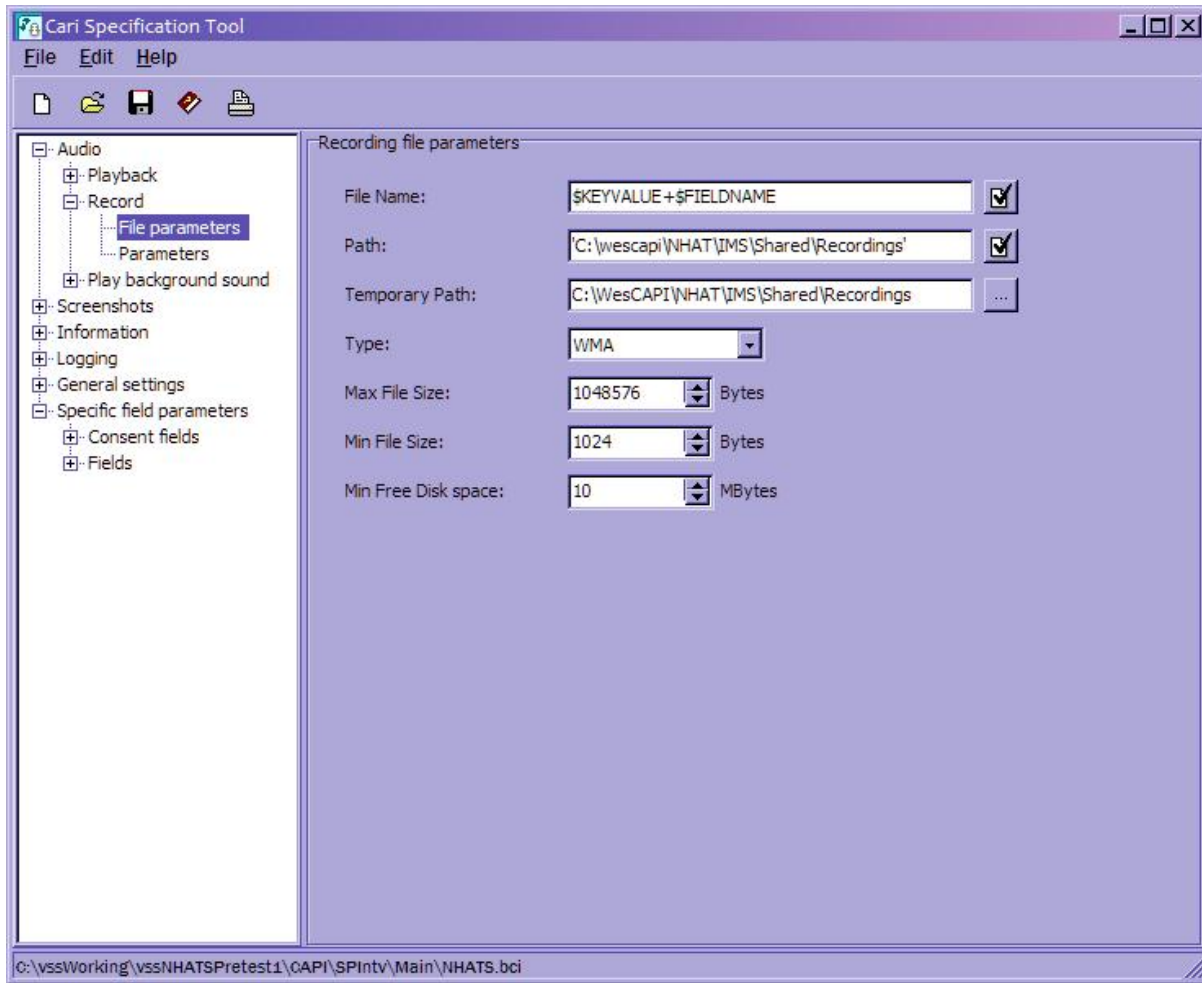 Cari Specification Tool
File Edit Help
Audio
Playback
Record
File parameters
Parameters
Play background sound
Screenshots
Information
Logging
General settings
Specific field parameters
Consent fields
Fields
Recording file parameters
File Name: $KEYVALUE+$FIELDNAME
Path: 'C:\wescapi\NHAT\IMS\Shared\Recordings'
Temporary Path: C:\WesCAPI\NHAT\IMS\Shared\Recordings ...
Type: WMA
Max File Size: 1048576 Bytes
Min File Size: 1024 Bytes
Min Free Disk space: 10 MBytes
C:\vssWorking\vssNHATSPretest1\CAPI\SPIntv\Main\NHATS.bci